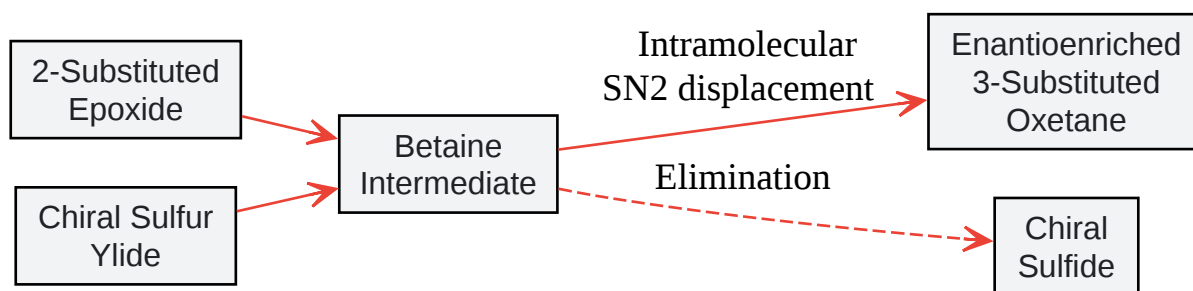 2-Substituted
Epoxide
Chiral Sulfur
Ylide
Betaine
Intermediate
Intramolecular
SN2 displacement
Elimination
Enantioenriched
3-Substituted
Oxetane
Chiral
Sulfide